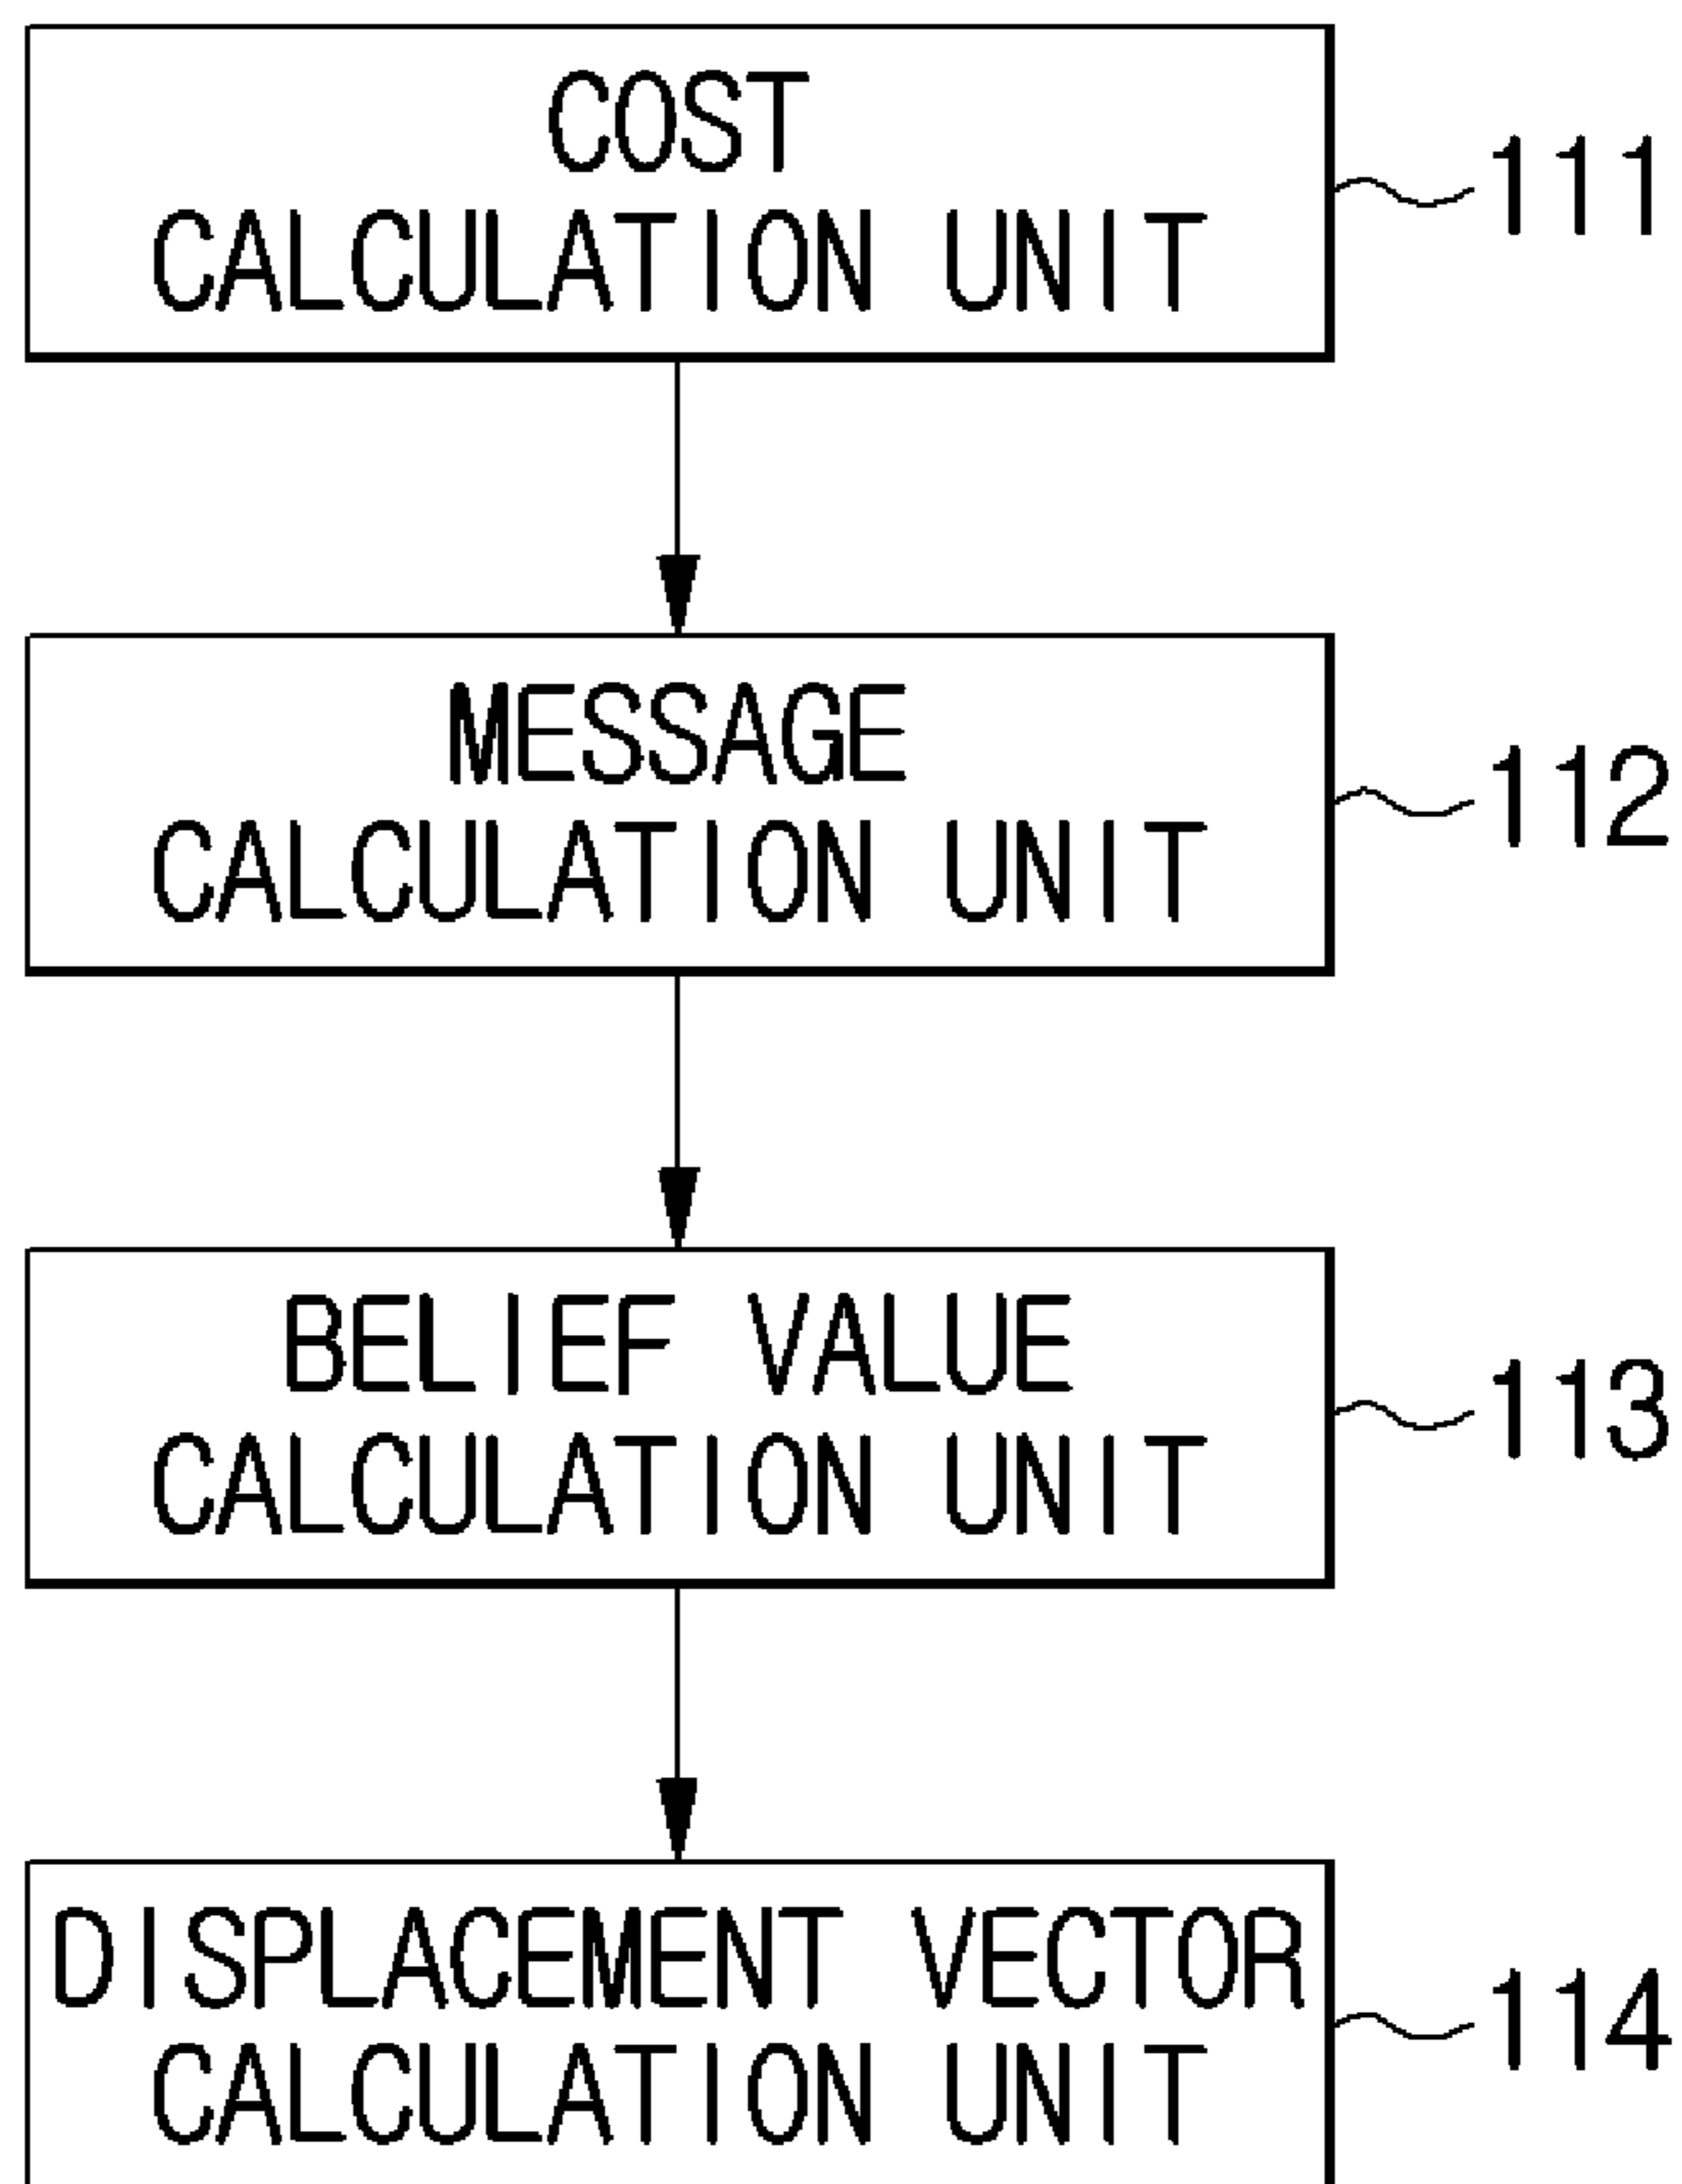 COST
CALCULATION UNIT
111
MESSAGE
CALCULATION UNIT
112
BELIEF VALUE
CALCULATION UNIT
113
DISPLACEMENT VECTOR
CALCULATION UNIT
114